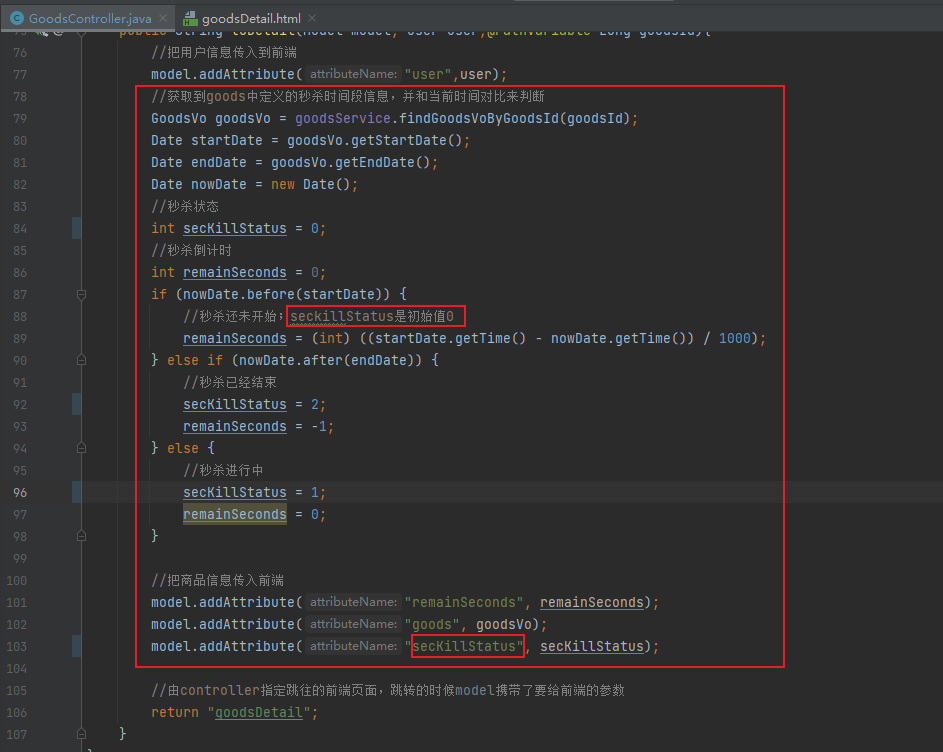 GoodsController.java
goodsDetail.html
75 public String toDetail(Model model, User user,@PathVariable Long goodsId){
76 //把用户信息传入到前端
77 model.addAttribute( attributeName: "user",user);
78 //获取到goods中定义的秒杀时间段信息，并和当前时间对比来判断
79 GoodsVo goodsVo = goodsService.findGoodsVoByGoodsId(goodsId);
80 Date startDate = goodsVo.getStartDate();
81 Date endDate = goodsVo.getEndDate();
82 Date nowDate = new Date();
83 //秒杀状态
84 int secKillStatus = 0;
85 //秒杀倒计时
86 int remainSeconds = 0;
87 if (nowDate.before(startDate)) {
88 //秒杀还未开始；seckillStatus是初始值0
89 remainSeconds = (int) ((startDate.getTime() - nowDate.getTime()) / 1000);
90 } else if (nowDate.after(endDate)) {
91 //秒杀已经结束
92 secKillStatus = 2;
93 remainSeconds = -1;
94 } else {
95 //秒杀进行中
96 secKillStatus = 1;
97 remainSeconds = 0;
98 }
99
100 //把商品信息传入前端
101 model.addAttribute( attributeName: "remainSeconds", remainSeconds);
102 model.addAttribute( attributeName: "goods", goodsVo);
103 model.addAttribute( attributeName: "secKillStatus", secKillStatus);
104
105 //由controller指定跳往的前端页面，跳转的时候model携带了要给前端的参数
106 return "goodsDetail";
107 }